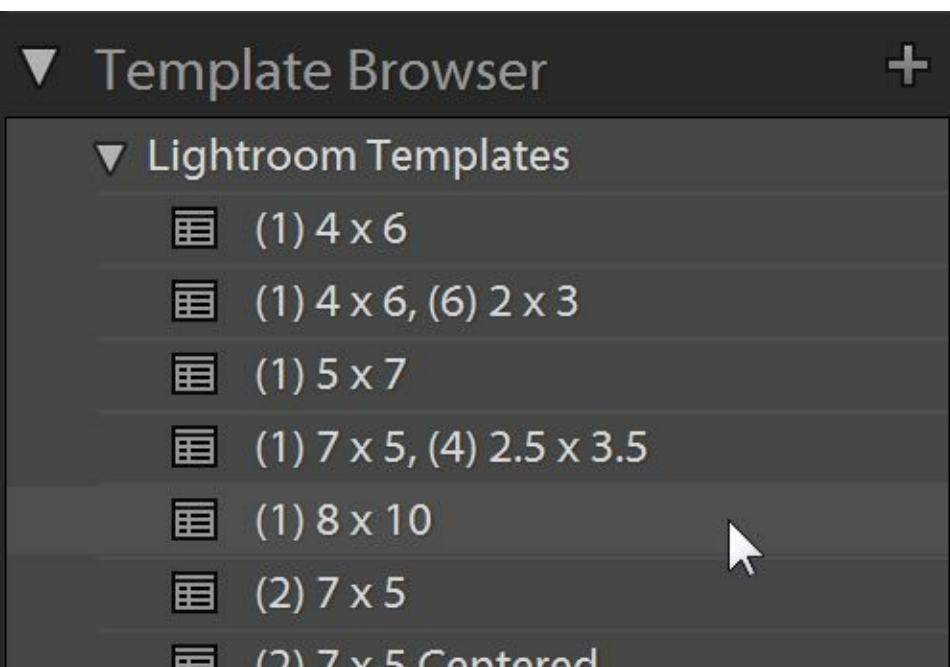 Template Browser
Lightroom Templates
(1) 4 x 6
(1) 4 x 6, (6) 2 x 3
(1) 5 x 7
(1) 7 x 5, (4) 2.5 x 3.5
(1) 8 x 10
(2) 7 x 5
(2) 7 x 5 Centered